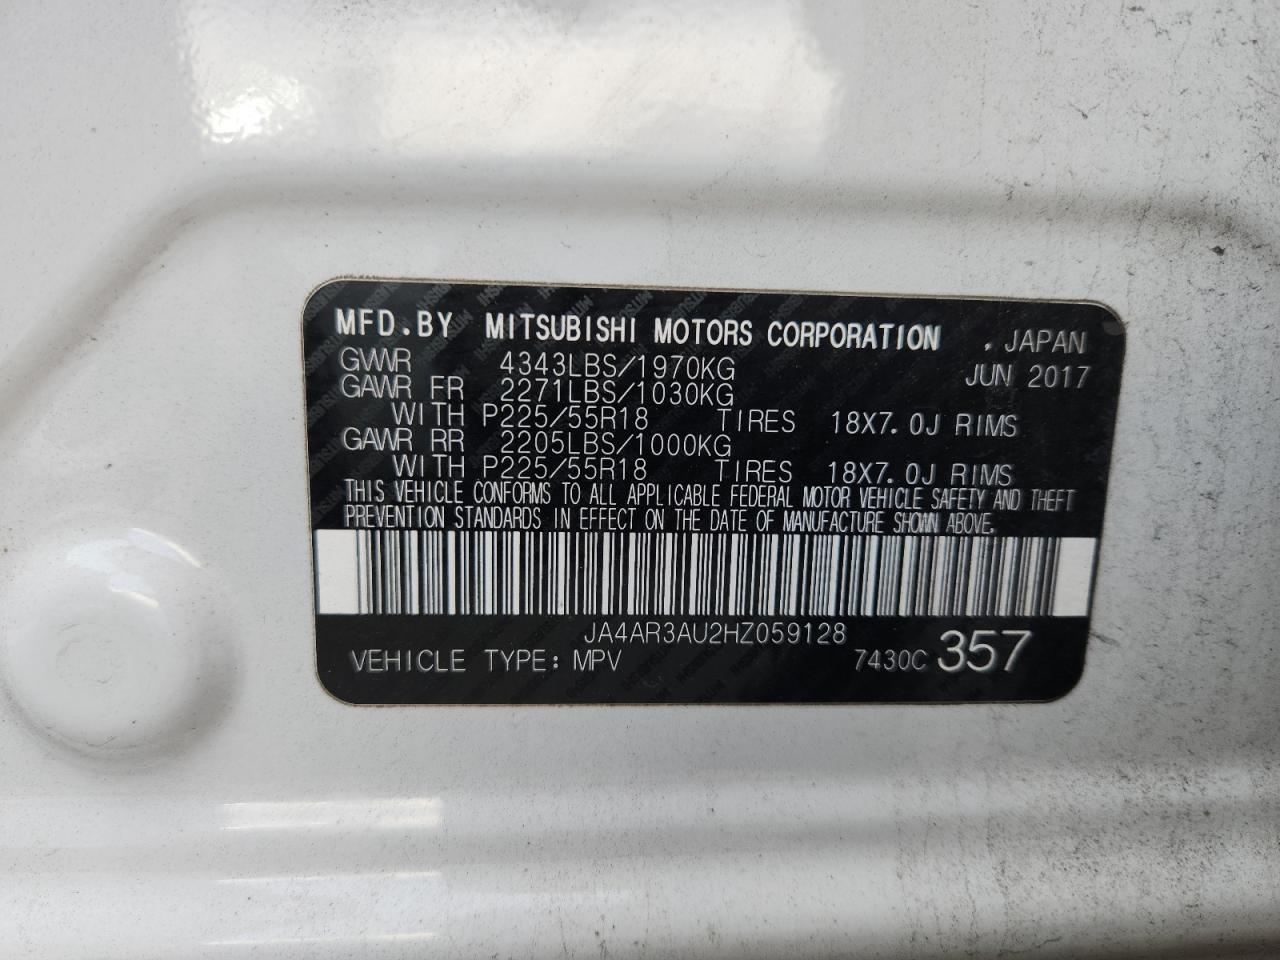 MFD.BY MITSUBISHI MOTORS CORPORATION . JAPAN
GVWR 4343LBS/1970KG JUN 2017
GAWR FR 2271LBS/1030KG
WITH P225/55R18 TIRES 18X7.0J RIMS
GAWR RR 2205LBS/1000KG
WITH P225/55R18 TIRES 18X7.0J RIMS
THIS VEHICLE CONFORMS TO ALL APPLICABLE FEDERAL MOTOR VEHICLE SAFETY AND THEFT
PREVENTION STANDARDS IN EFFECT ON THE DATE OF MANUFACTURE SHOWN ABOVE.
JA4AR3AU2HZ059128
VEHICLE TYPE: MPV 7430C 357